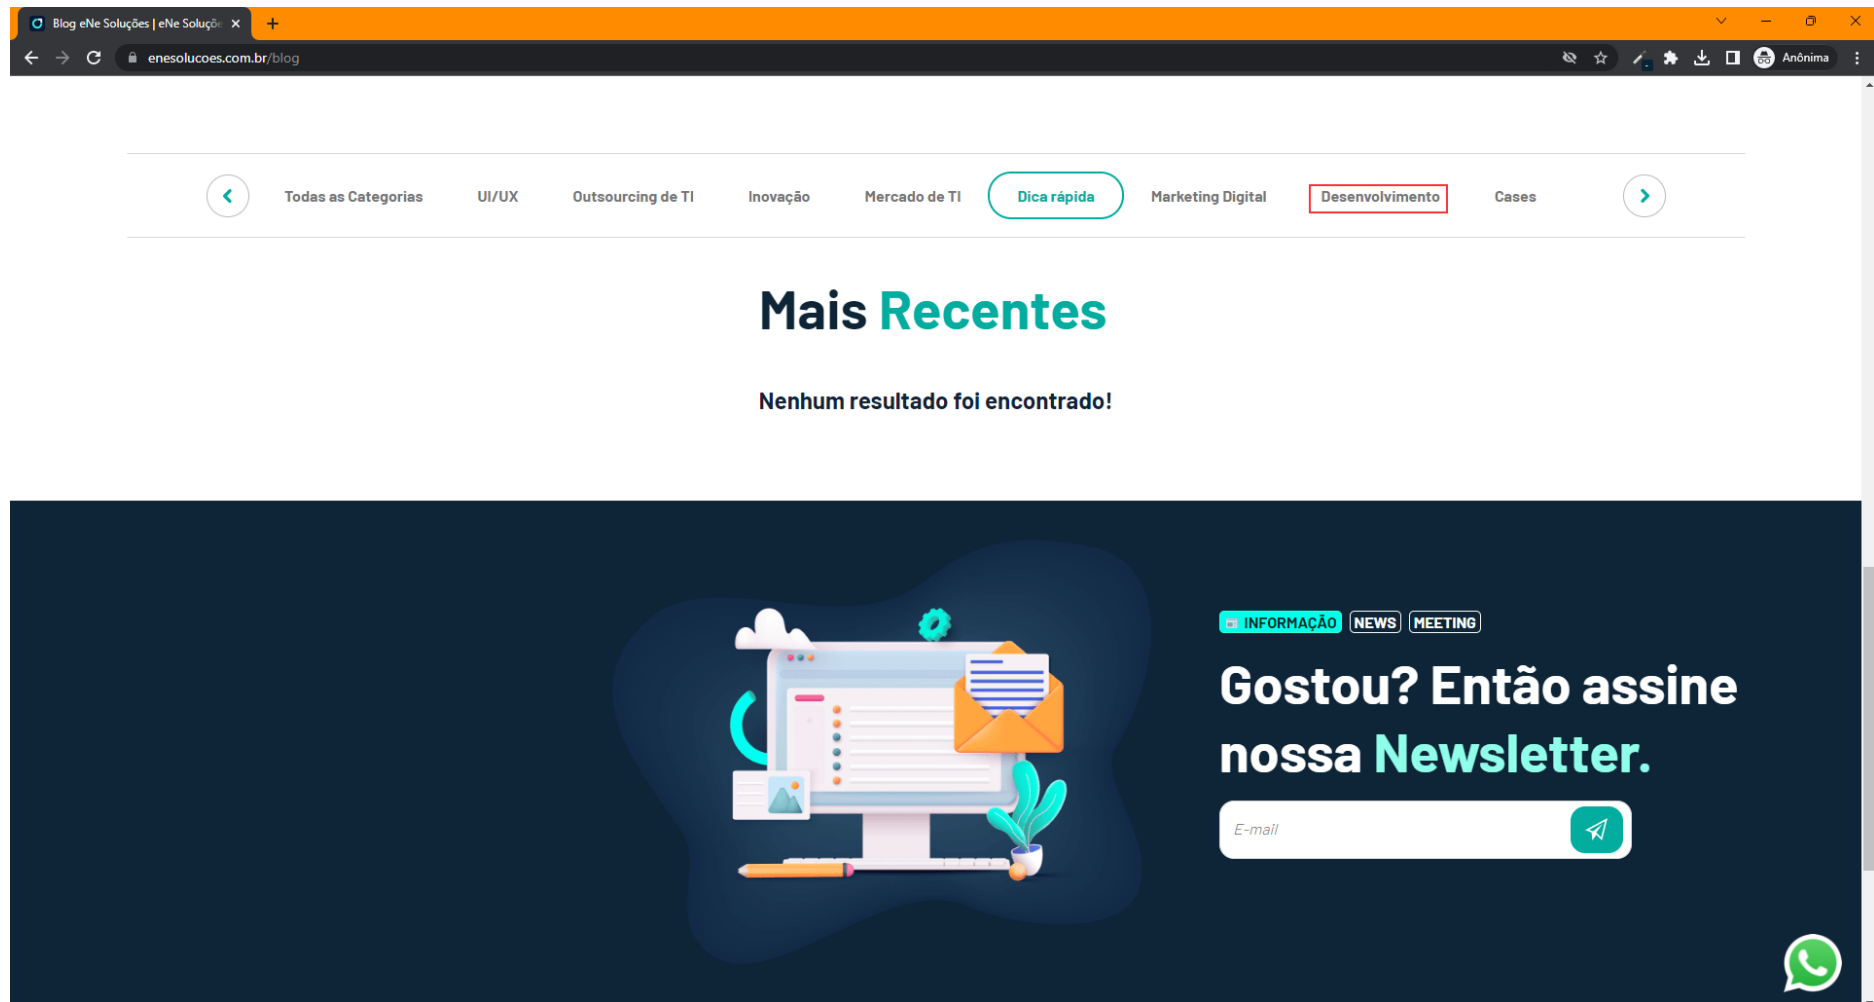 Blog eNe Soluções | eNe Soluçõe
enesolucoes.com.br/blog
Anônima
Todas as Categorias UI/UX Outsourcing de TI Inovação Mercado de TI Dica rápida Marketing Digital Desenvolvimento Cases
Mais Recentes
Nenhum resultado foi encontrado!
INFORMAÇÃO NEWS MEETING
Gostou? Então assine
nossa Newsletter.
E-mail